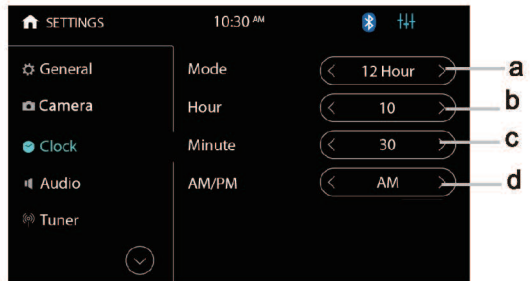 SETTINGS 10:30 AM
General
Camera
Clock
Audio
Tuner
Mode 12 Hour a
Hour 10 b
Minute 30 c
AM/PM AM d